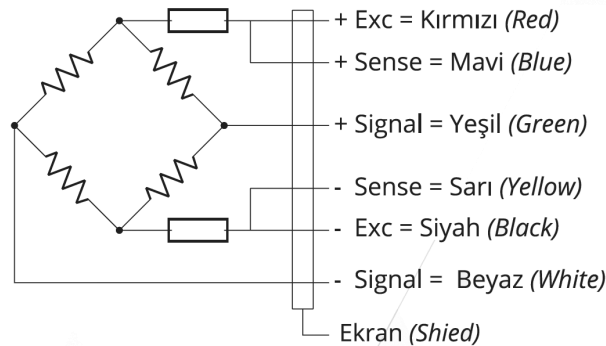 + Exc = Kırmızı (Red)
+ Sense = Mavi (Blue)
+ Signal = Yeşil (Green)
- Sense = Sarı (Yellow)
- Exc = Siyah (Black)
- Signal = Beyaz (White)
Ekran (Shied)